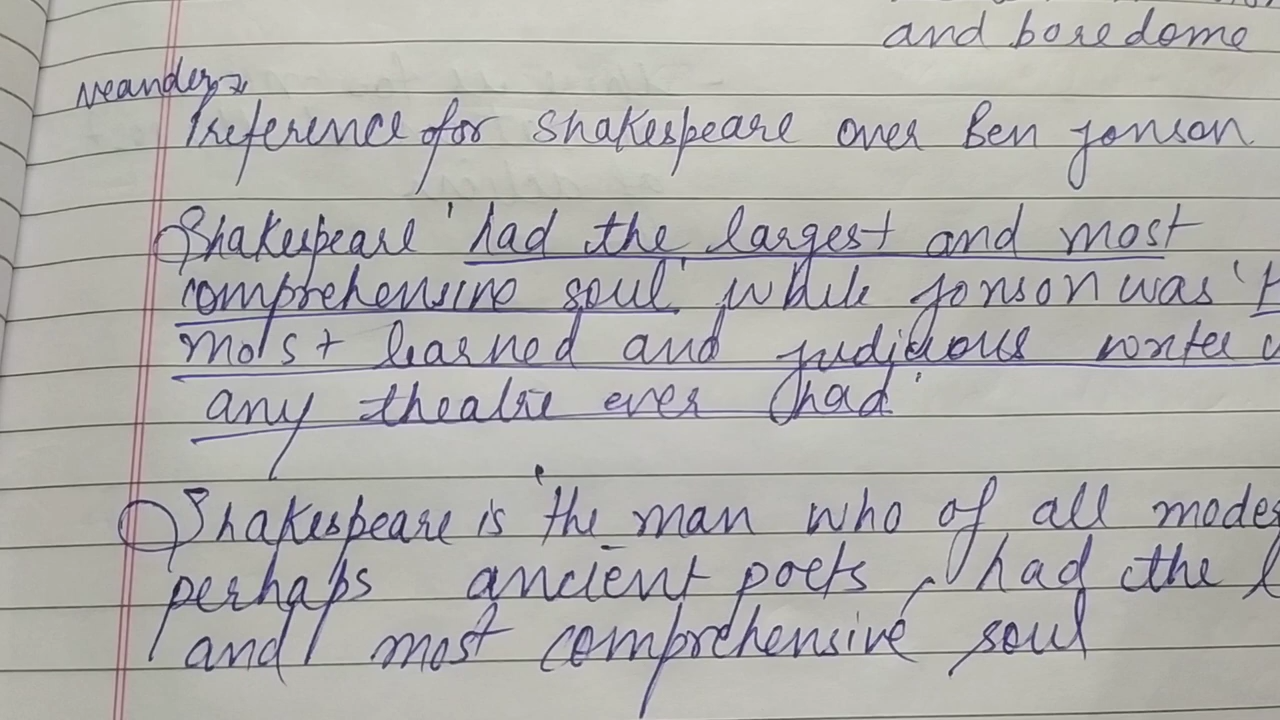 and boredome
Neander
Preference for Shakespeare over Ben Jonson
Shakespeare 'had the largest and most
comprehensive soul' while Jonson was '
most learned and judicious writer
any theatre ever had'
Shakespeare is 'the man who of all
perhaps ancient poets, had the
and most comprehensive soul